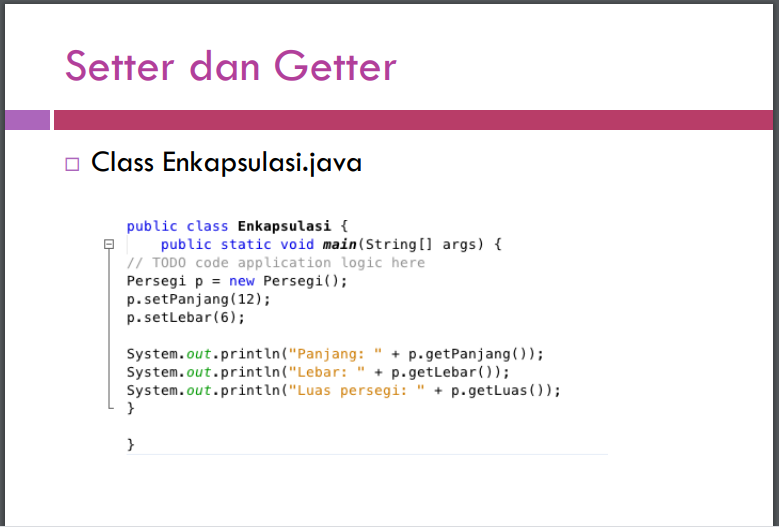 Setter dan Getter
Class Enkapsulasi.java
public class Enkapsulasi {
    public static void main(String[] args) {
// TODO code application logic here
Persegi p = new Persegi();
p.setPanjang(12);
p.setLebar(6);

System.out.println("Panjang: " + p.getPanjang());
System.out.println("Lebar: " + p.getLebar());
System.out.println("Luas persegi: " + p.getLuas());
}

}